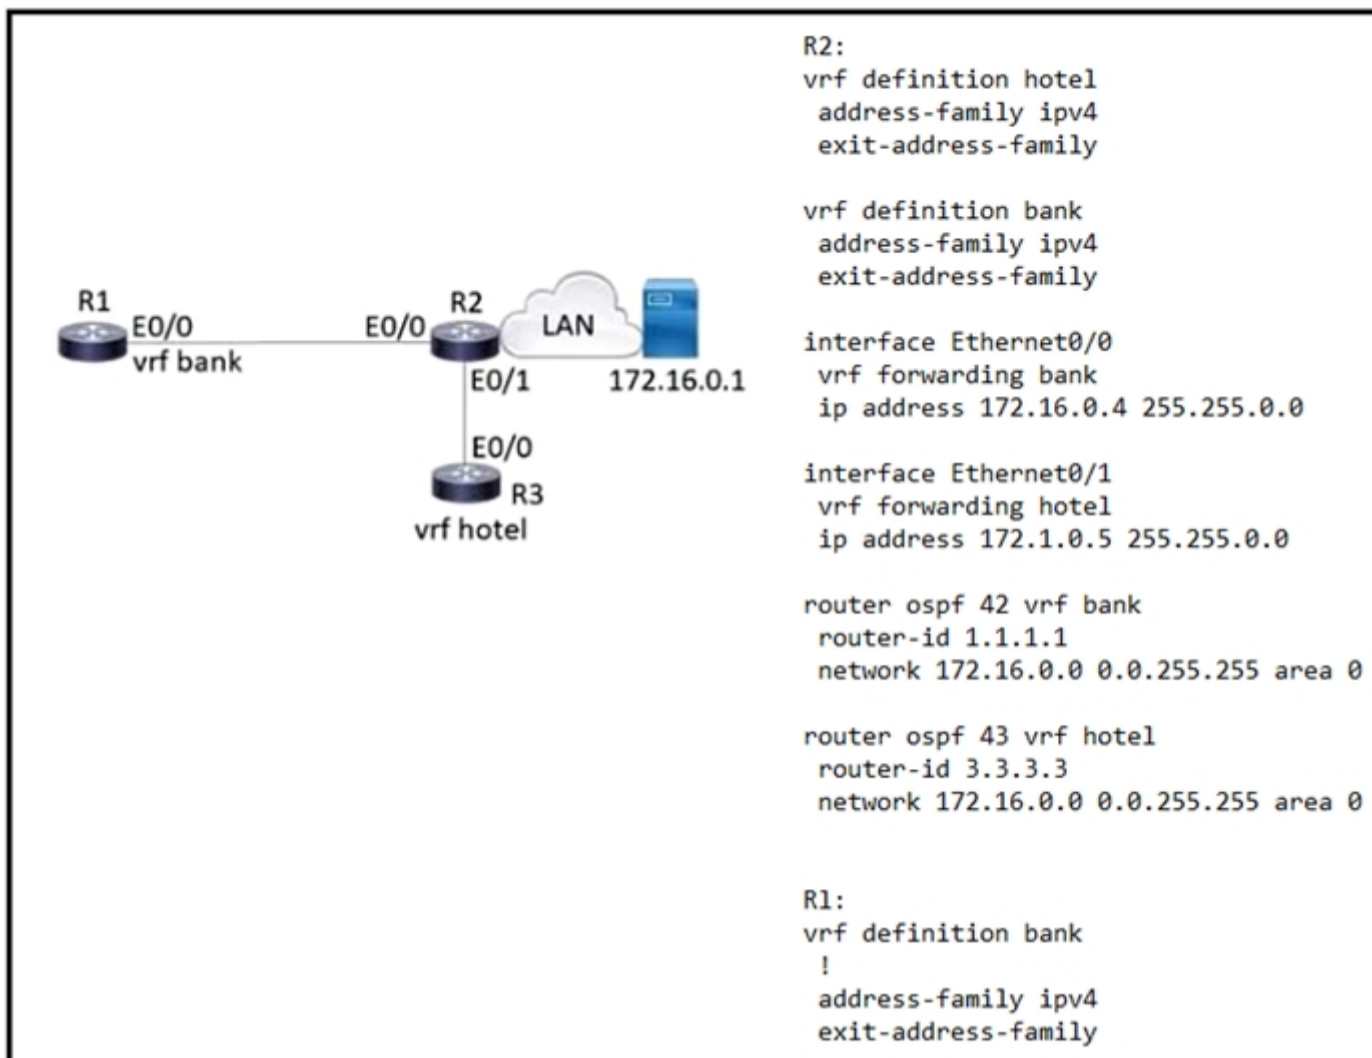 R1
E0/0
vrf bank
E0/0
R2
LAN
172.16.0.1
E0/1
E0/0
R3
vrf hotel
R2:
vrf definition hotel
address-family ipv4
exit-address-family
vrf definition bank
address-family ipv4
exit-address-family
interface Ethernet0/0
vrf forwarding bank
ip address 172.16.0.4 255.255.0.0
interface Ethernet0/1
vrf forwarding hotel
ip address 172.1.0.5 255.255.0.0
router ospf 42 vrf bank
router-id 1.1.1.1
network 172.16.0.0 0.0.255.255 area 0
router ospf 43 vrf hotel
router-id 3.3.3.3
network 172.16.0.0 0.0.255.255 area 0
R1:
vrf definition bank
!
address-family ipv4
exit-address-family